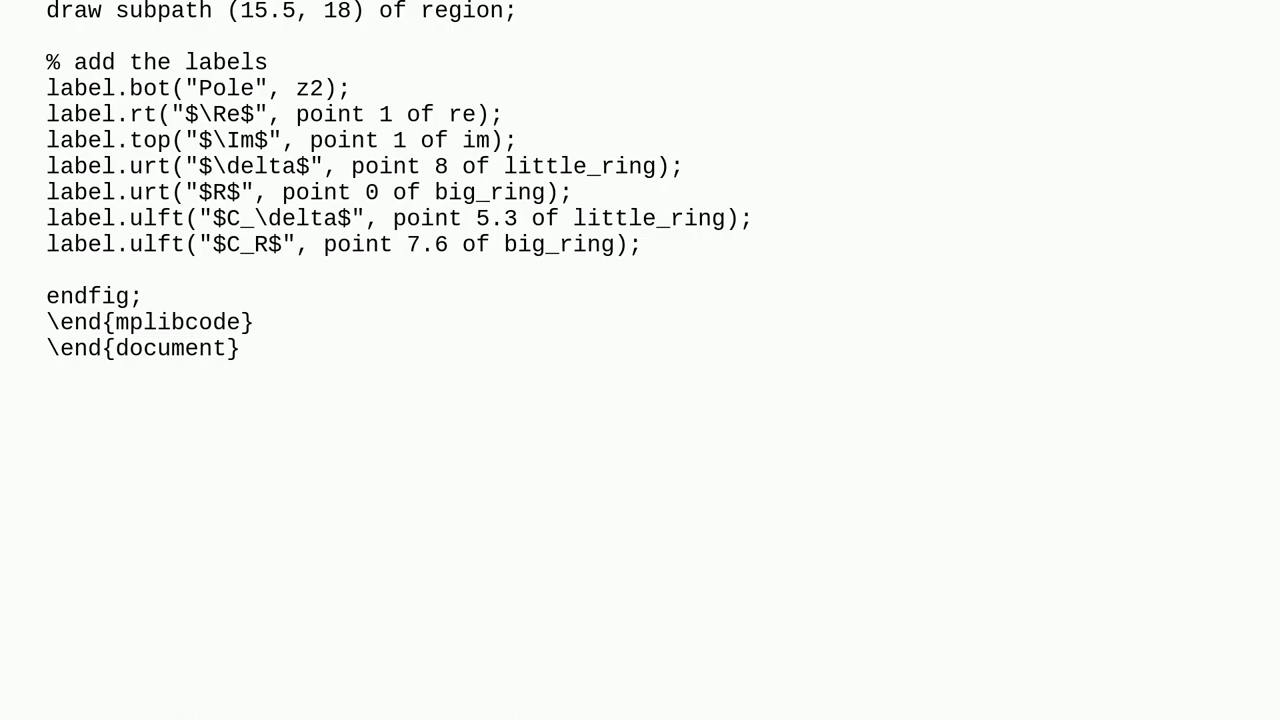 draw subpath (15.5, 18) of region;
% add the labels
label.bot("Pole", z2);
label.rt("$\Re$", point 1 of re);
label.top("$\Im$", point 1 of im);
label.urt("$\delta$", point 8 of little_ring);
label.urt("$R$", point 0 of big_ring);
label.ulft("$C_\delta$", point 5.3 of little_ring);
label.ulft("$C_R$", point 7.6 of big_ring);
endfig;
\end{mplibcode}
\end{document}